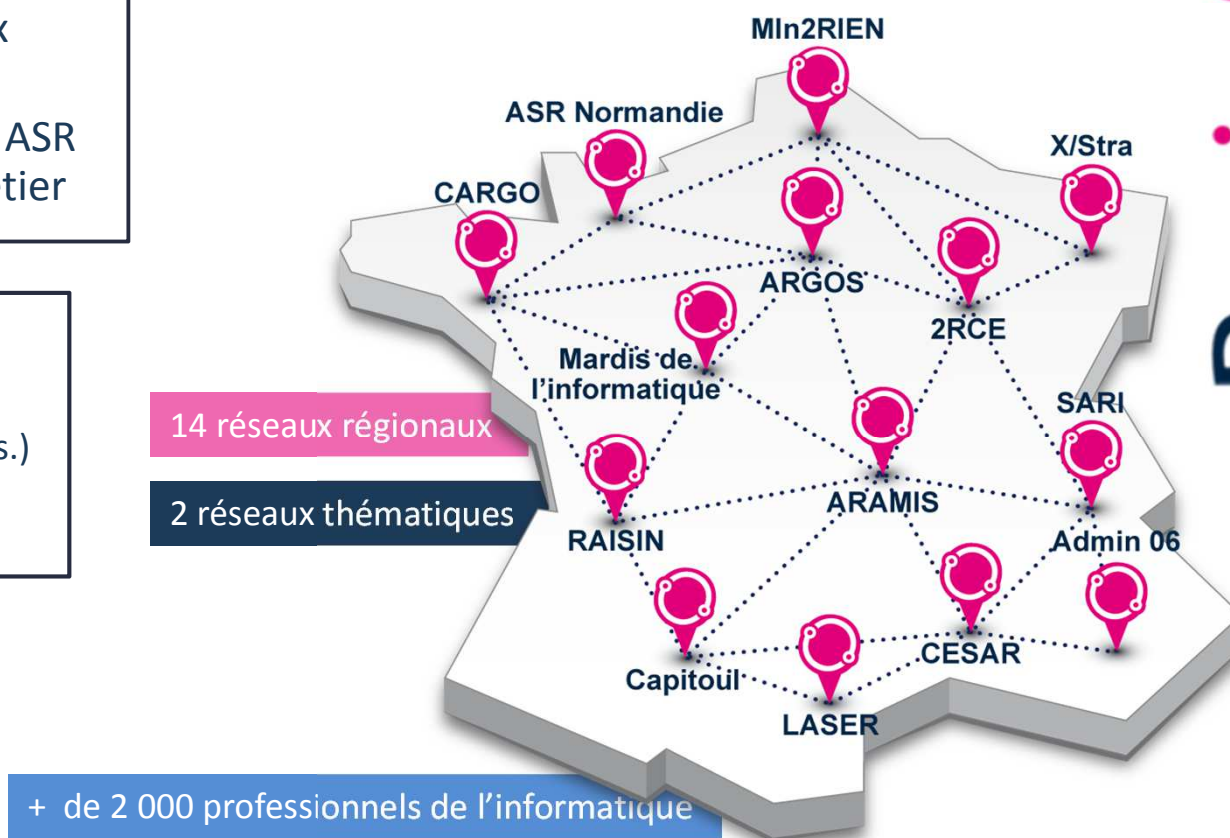 x
ASR
tier
s.)
14 réseaux régionaux
2 réseaux thématiques
+ de 2 000 professionnels de l'informatique
MIn2RIEN
ASR Normandie
X/Stra
CARGO
ARGOS
2RCE
Mardis de
l'informatique
SARI
ARAMIS
RAISIN
Admin 06
CESAR
Capitoul
LASER